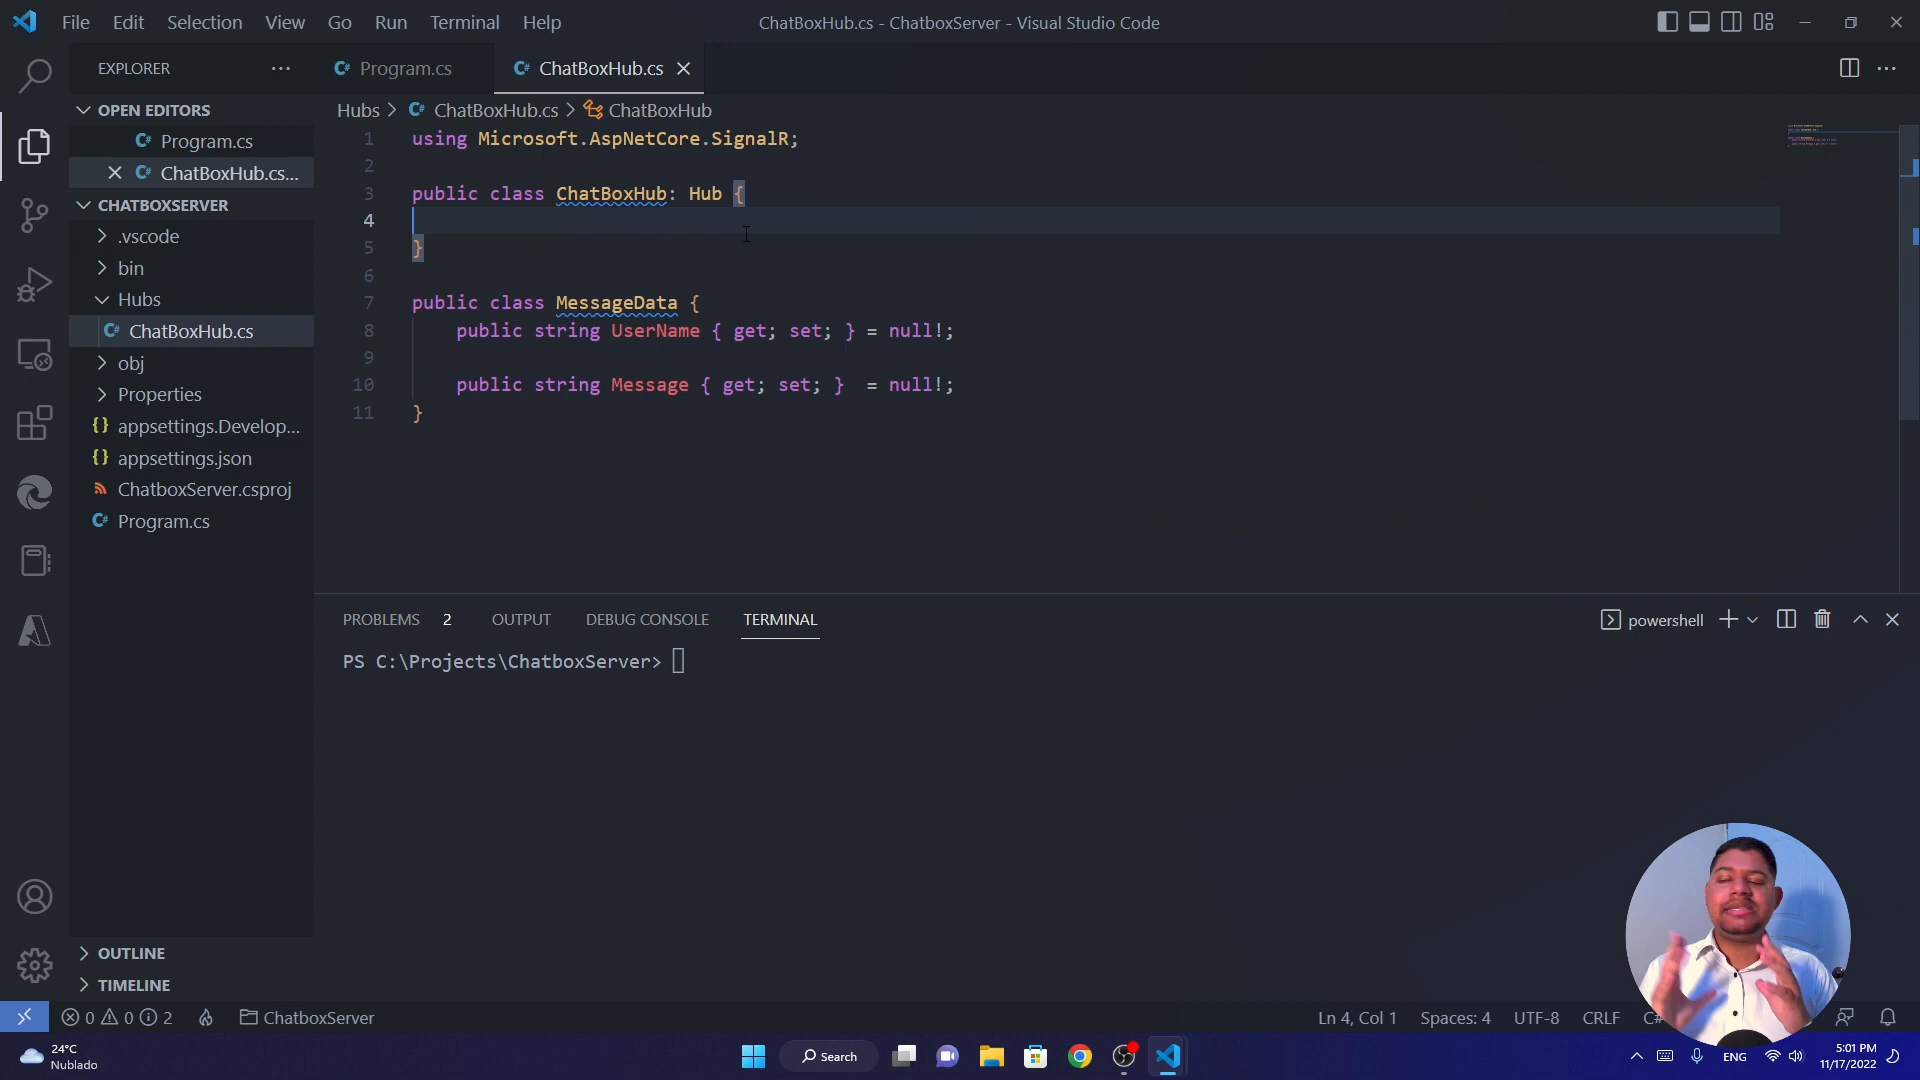 File Edit Selection View Go Run Terminal Help
ChatBoxHub.cs - ChatboxServer - Visual Studio Code
EXPLORER
Program.cs
ChatBoxHub.cs
OPEN EDITORS
Program.cs
ChatBoxHub.cs...
CHATBOXSERVER
.vscode
bin
Hubs
ChatBoxHub.cs
obj
Properties
appsettings.Develop...
appsettings.json
ChatboxServer.csproj
Program.cs
OUTLINE
TIMELINE
Hubs > ChatBoxHub.cs > ChatBoxHub
1 using Microsoft.AspNetCore.SignalR;
2
3 public class ChatBoxHub: Hub {
4
5 }
6
7 public class MessageData {
8 public string UserName { get; set; } = null!;
9
10 public string Message { get; set; }  = null!;
11 }
PROBLEMS 2 OUTPUT DEBUG CONSOLE TERMINAL
powershell
PS C:\Projects\ChatboxServer>
0 0 2 ChatboxServer
Ln 4, Col 1 Spaces: 4 UTF-8 CRLF C#
24°C
Nublado
Search
ENG
5:01 PM
11/17/2022